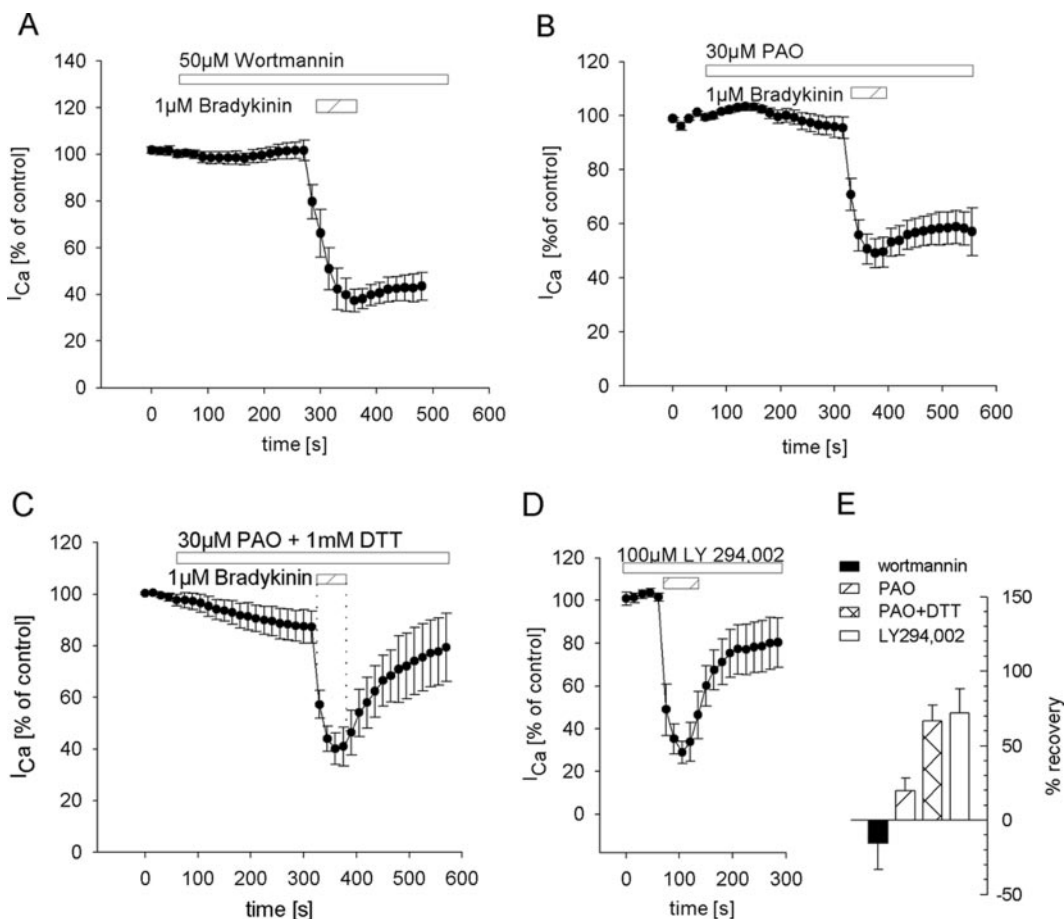 A
50µM Wortmannin
1µM Bradykinin
140
120
100
80
60
40
20
0
I Ca [% of control]
0 100 200 300 400 500 600
time [s]
B
30µM PAO
1µM Bradykinin
120
100
80
60
40
20
0
I Ca [%of control]
0 100 200 300 400 500 600
time [s]
C
30µM PAO + 1mM DTT
1µM Bradykinin
120
100
80
60
40
20
0
I Ca [% of control]
0 100 200 300 400 500 600
time [s]
D
100µM LY 294,002
120
100
80
60
40
20
0
I Ca [% of control]
0 100 200 300
time [s]
E
wortmannin
PAO
PAO+DTT
LY294,002
150
100
50
0
-50
% recovery